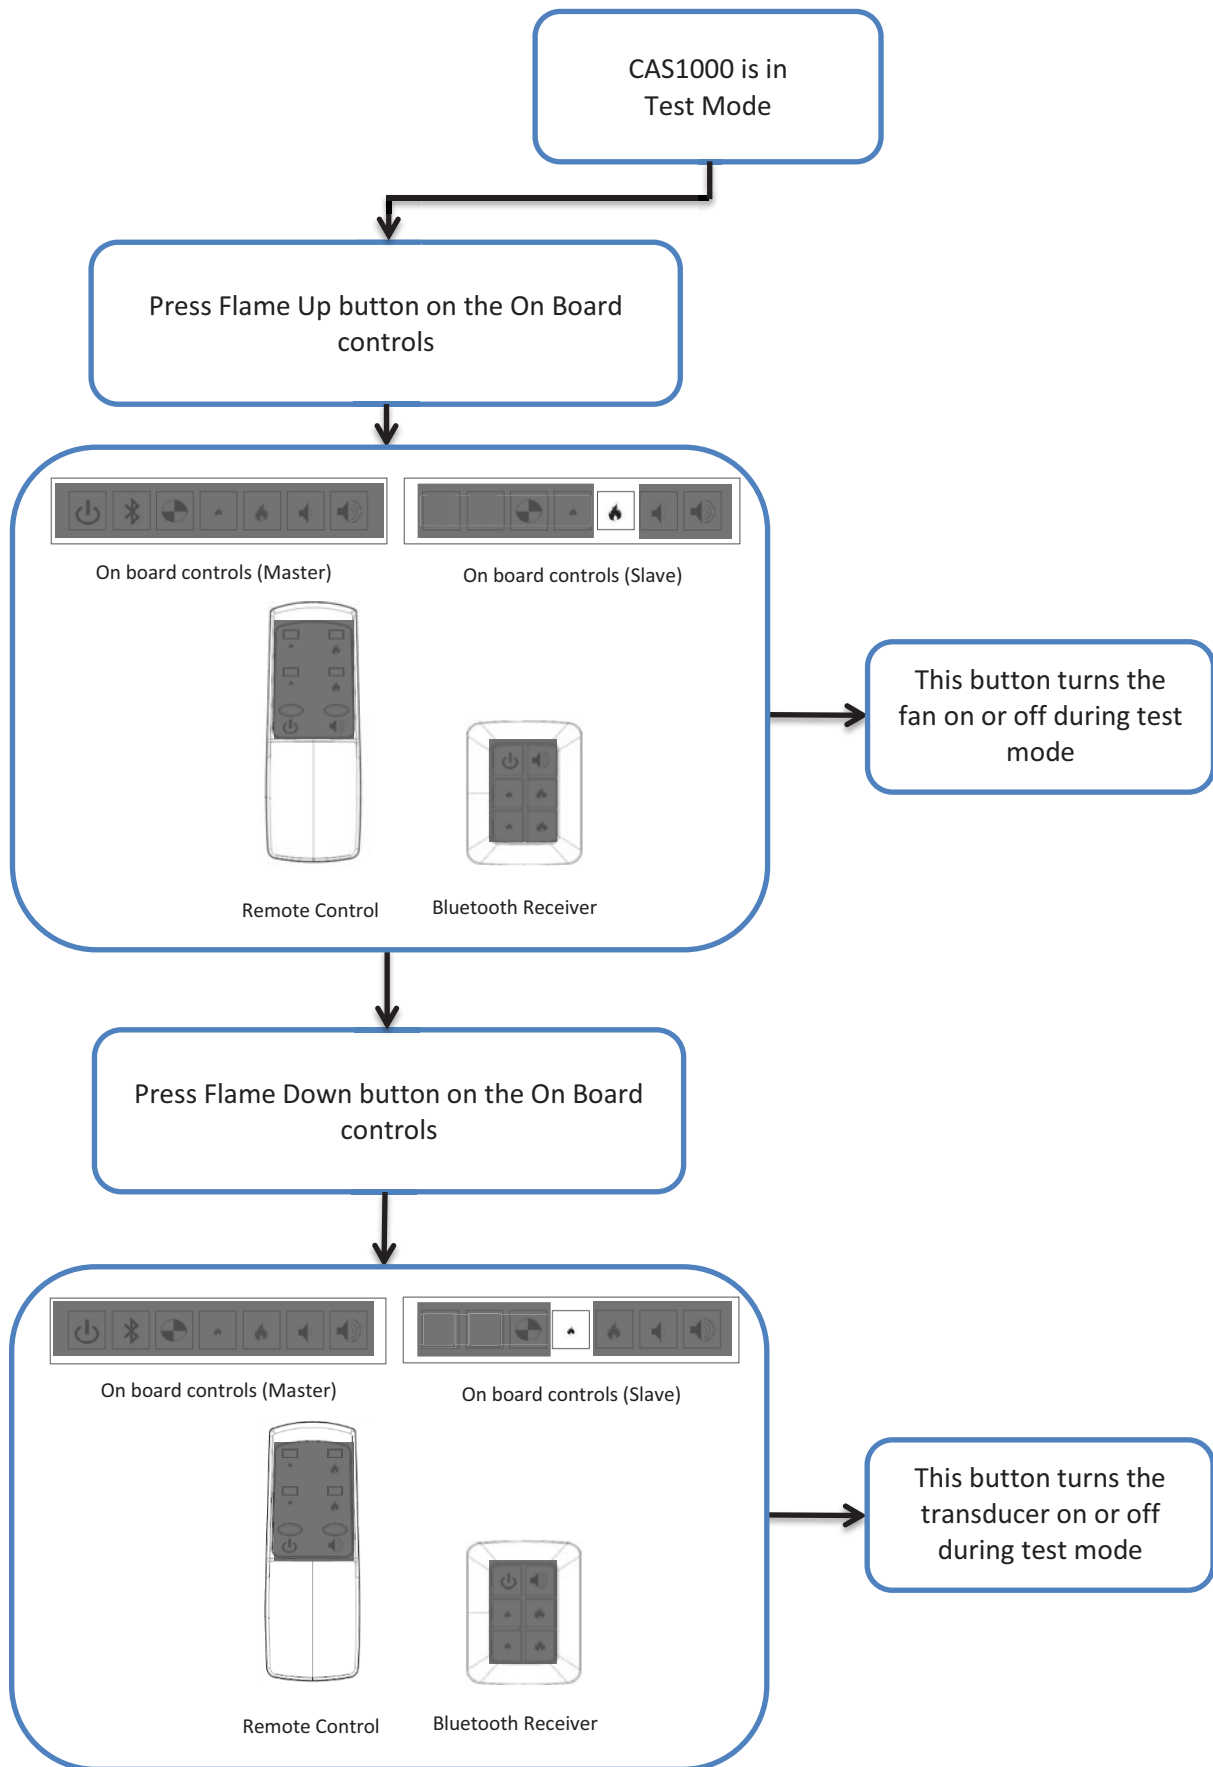 CAS1000 is in
Test Mode
Press Flame Up button on the On Board
controls
On board controls (Master)
On board controls (Slave)
This button turns the
fan on or off during test
mode
Remote Control
Bluetooth Receiver
Press Flame Down button on the On Board
controls
On board controls (Master)
On board controls (Slave)
This button turns the
transducer on or off
during test mode
Remote Control
Bluetooth Receiver